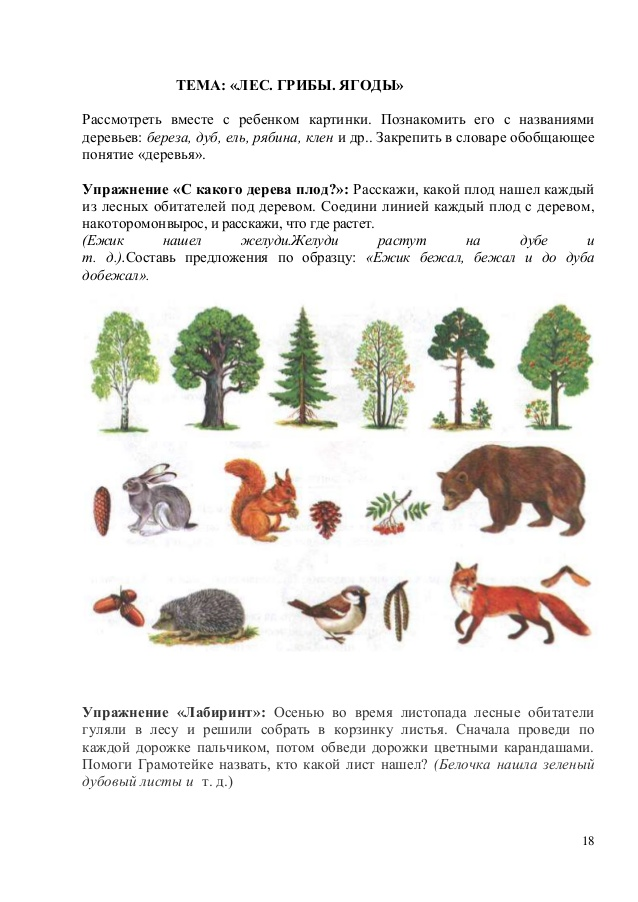 ТЕМА: «ЛЕС. ГРИБЫ. ЯГОДЫ»
Рассмотреть вместе с ребенком картинки. Познакомить его с названиями
деревьев: береза, дуб, ель, рябина, клен и др.. Закрепить в словаре обобщающее
понятие «деревья».
Упражнение «С какого дерева плод?»: Расскажи, какой плод нашел каждый
из лесных обитателей под деревом. Соедини линией каждый плод с деревом,
накоторомонвырос, и расскажи, что где растет.
(Ежик нашел желуди.Желуди растут на дубе и
т. д.).Составь предложения по образцу: «Ежик бежал, бежал и до дуба
добежал».
Упражнение «Лабиринт»: Осенью во время листопада лесные обитатели
гуляли в лесу и решили собрать в корзинку листья. Сначала проведи по
каждой дорожке пальчиком, потом обведи дорожки цветными карандашами.
Помоги Грамотейке назвать, кто какой лист нашел? (Белочка нашла зеленый
дубовый листы и т. д.)
18